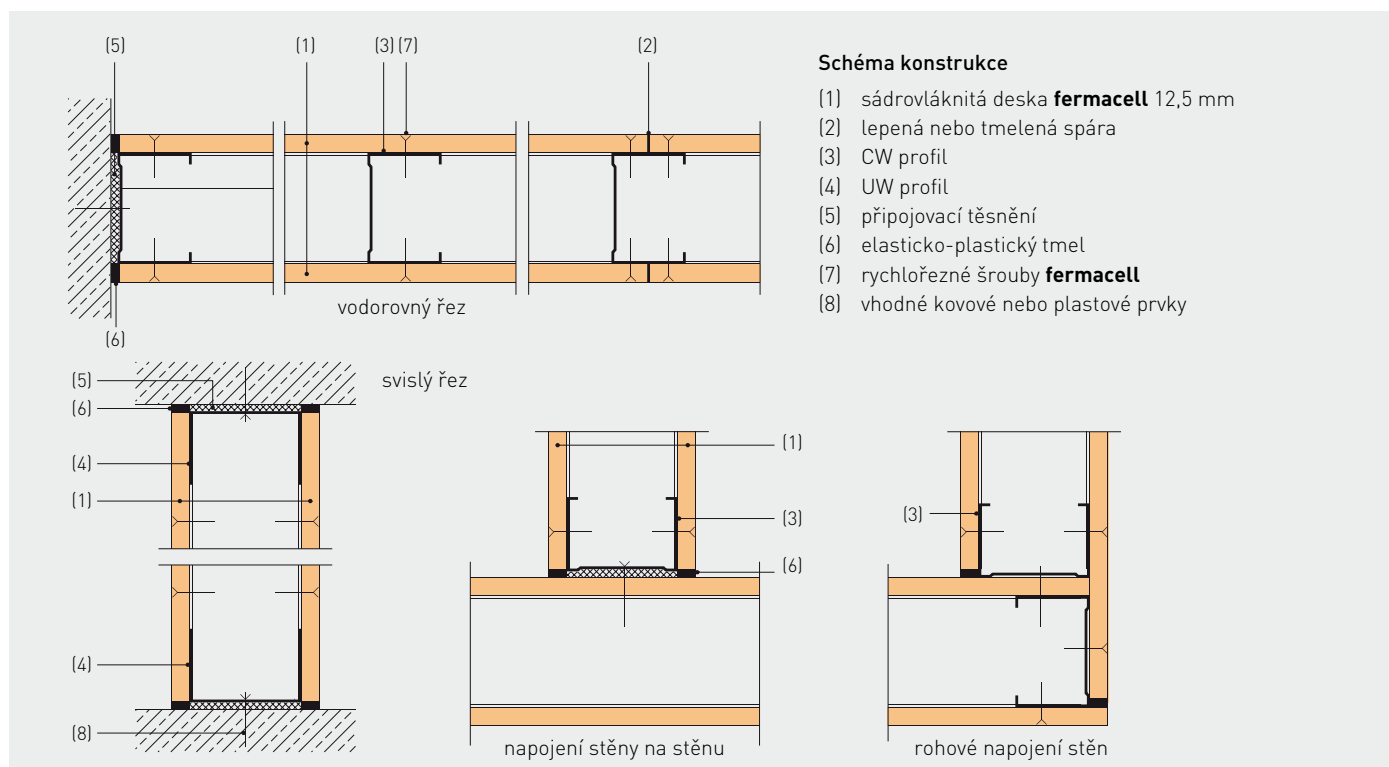 (5) (1) (3) (7) (2)
Schéma konstrukce
(1) sádrovláknitá deska fermacell 12,5 mm
(2) lepená nebo tmelená spára
(3) CW profil
(4) UW profil
(5) připojovací těsnění
(6) elasticko-plastický tmel
(7) rychlořezné šrouby fermacell
(8) vhodné kovové nebo plastové prvky
vodorovný řez
(6)
(5)
svislý řez
(6)
(4)
(1)
(4)
(8)
(1)
(3)
(6)
napojení stěny na stěnu
(3)
rohové napojení stěn